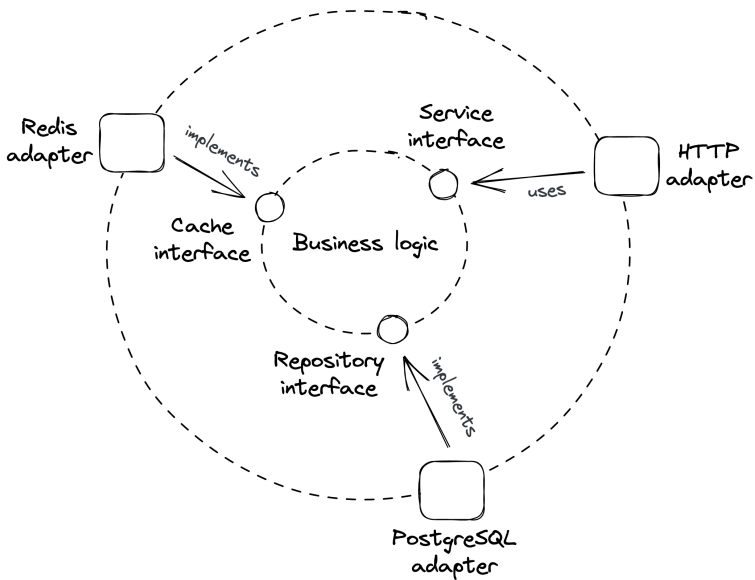 Service
interface
Redis
adapter
implements
HTTP
adapter
uses
Cache
interface
Business logic
Repository
interface
implements
PostgreSQL
adapter